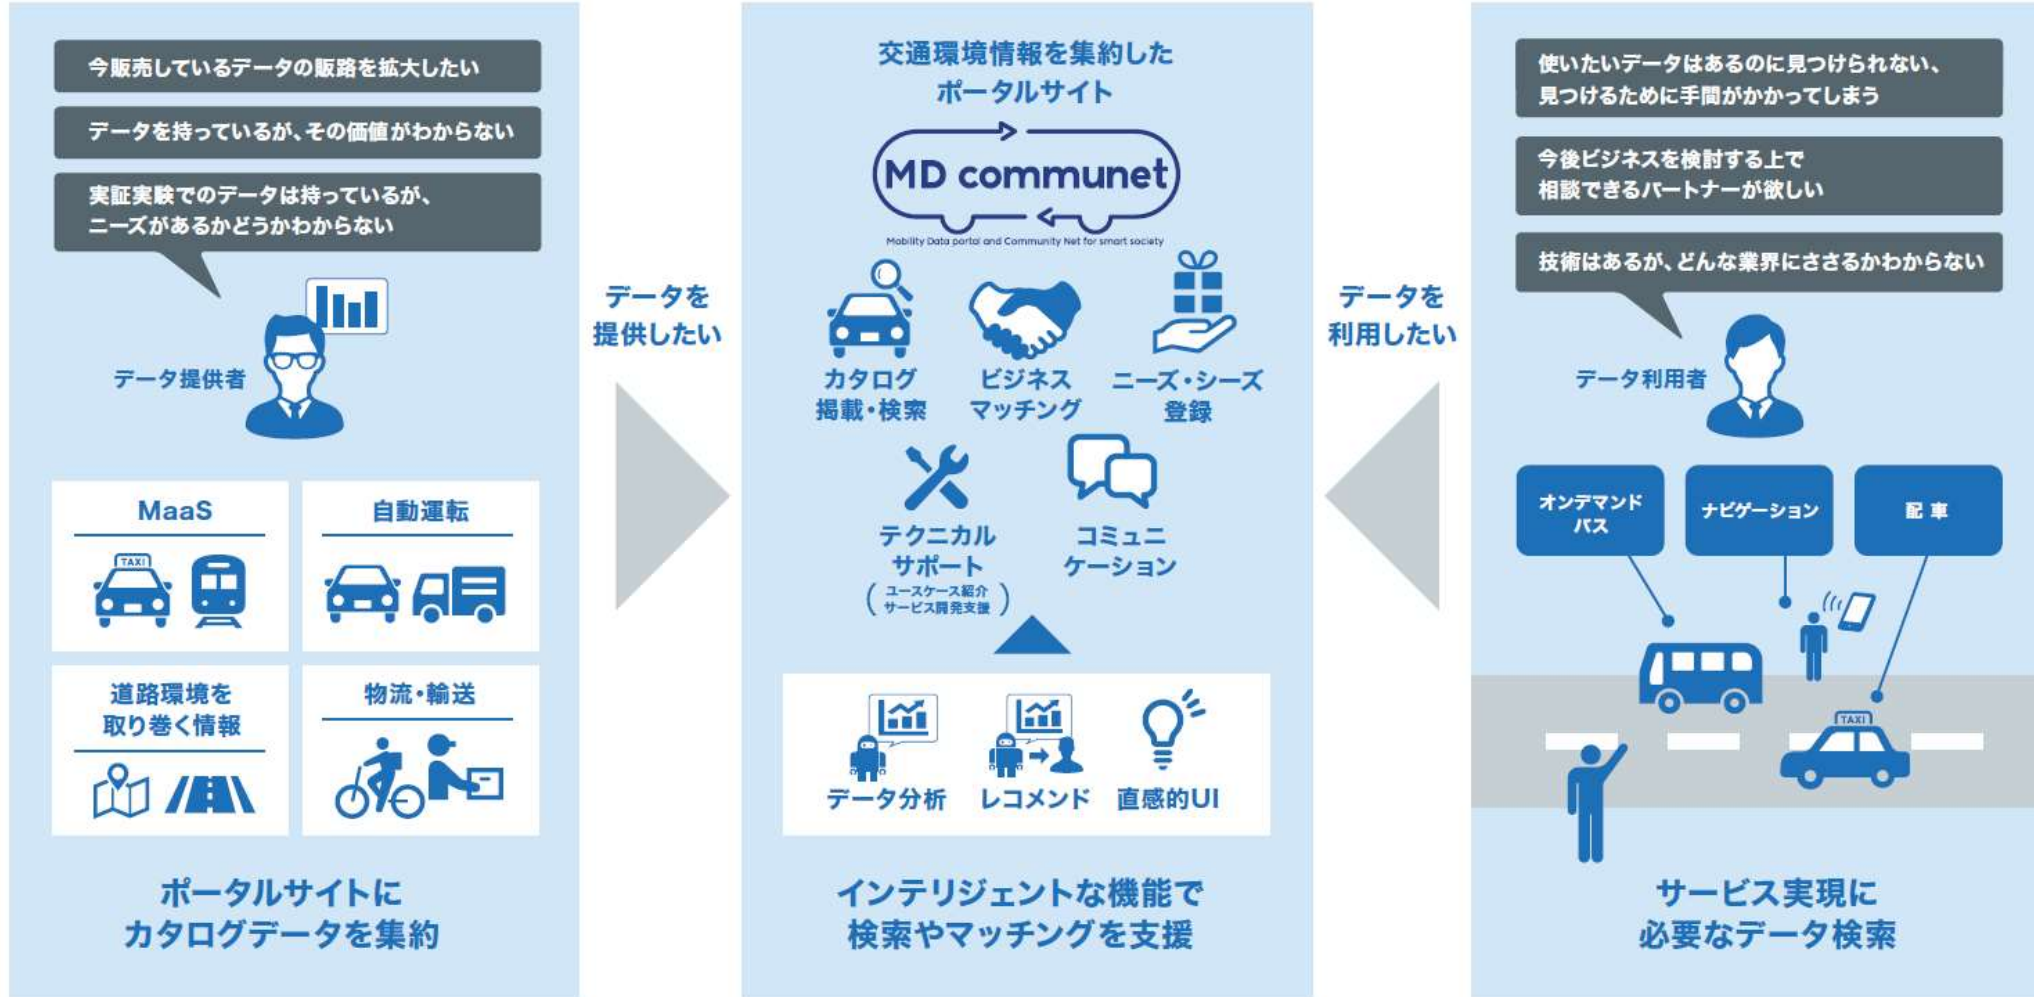 今販売しているデータの販路を拡大したい
データを持っているが、その価値がわからない
実証実験でのデータは持っているが、
ニーズがあるかどうかわからない
データ提供者
MaaS
TAXI
自動運転
道路環境を
取り巻く情報
物流・輸送
ポータルサイトに
カタログデータを集約
データを
提供したい
交通環境情報を集約した
ポータルサイト
MD communet
Mobility Data portal and Community Net for smart society
カタログ
掲載・検索
ビジネス
マッチング
ニーズ・シーズ
登録
テクニカル
サポート
(ユースケース紹介
サービス開発支援)
コミュニ
ケーション
データ分析
レコメンド
直感的UI
インテリジェントな機能で
検索やマッチングを支援
データを
利用したい
使いたいデータはあるのに見つけられない、
見つけるために手間がかかってしまう
今後ビジネスを検討する上で
相談できるパートナーが欲しい
技術はあるが、どんな業界にささるかわからない
データ利用者
オンデマンド
バス
ナビゲーション
配車
TAXI
サービス実現に
必要なデータ検索